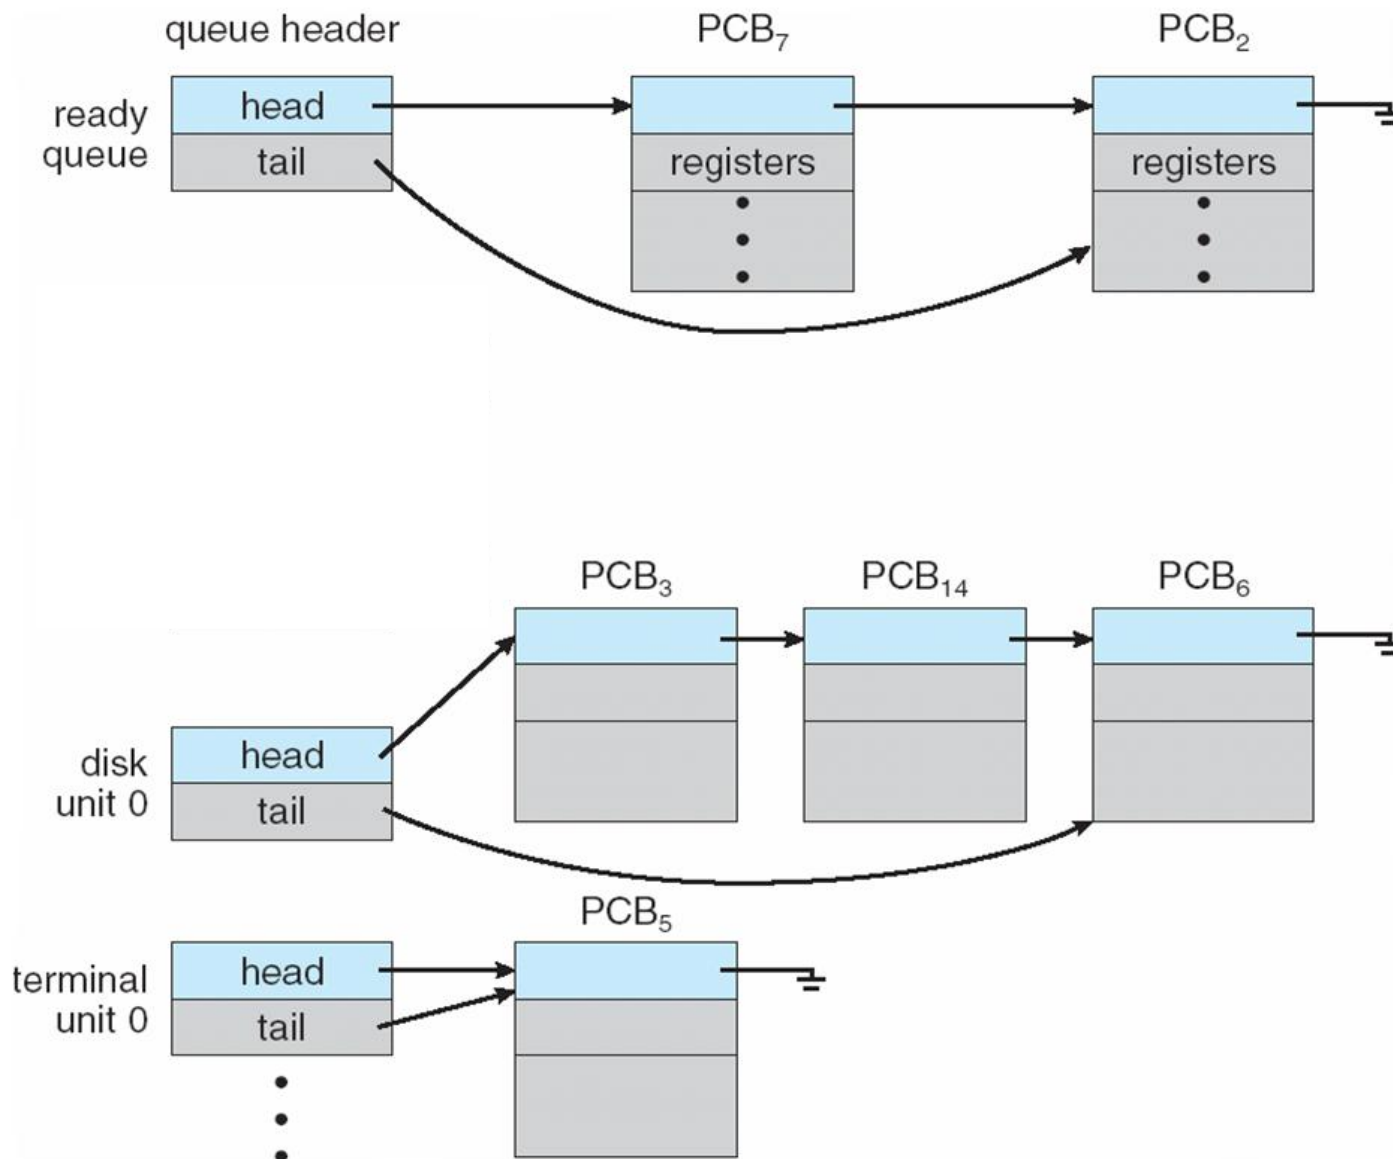 queue header
PCB₇
PCB₂
ready
queue
head
tail
registers
registers
PCB₃
PCB₁₄
PCB₆
disk
unit 0
head
tail
PCB₅
terminal
unit 0
head
tail